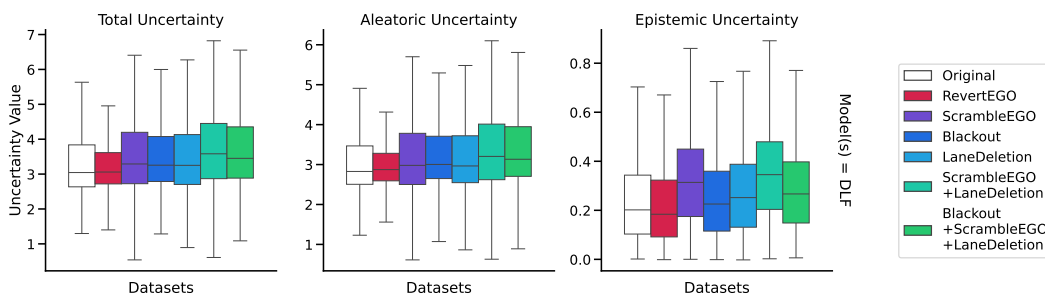 Total Uncertainty
Aleatoric Uncertainty
Epistemic Uncertainty
Uncertainty Value
7
6
5
4
3
2
1
Datasets
6
5
4
3
2
1
Datasets
0.8
0.6
0.4
0.2
0.0
Datasets
Model(s) = DLF
Original
RevertEGO
ScrambleEGO
Blackout
LaneDeletion
ScrambleEGO
+LaneDeletion
Blackout
+ScrambleEGO
+LaneDeletion